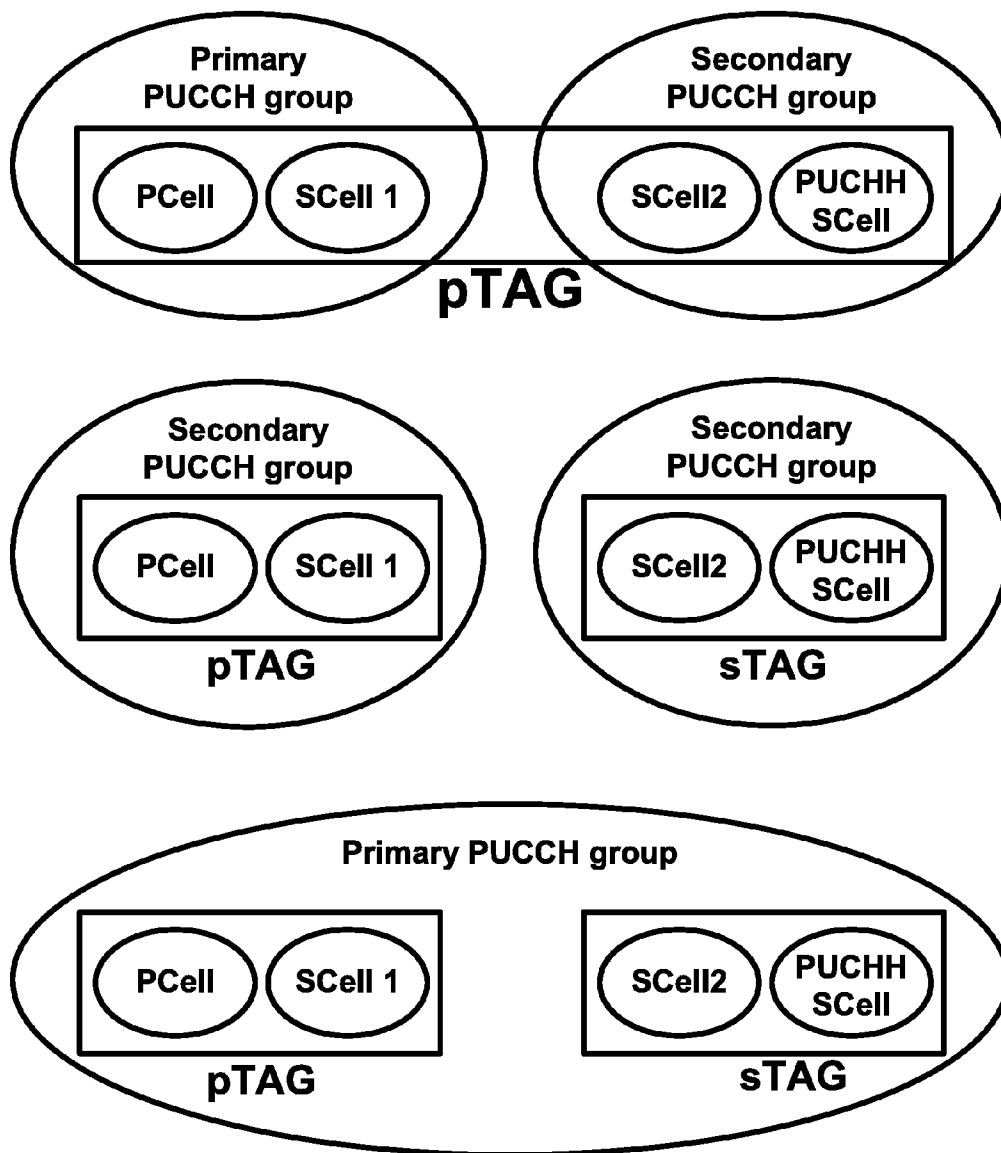 Primary
PUCCH group
Secondary
PUCCH group
PCell
SCell 1
SCell2
PUCHH
SCell
pTAG
Secondary
PUCCH group
Secondary
PUCCH group
PCell
SCell 1
SCell2
PUCHH
SCell
pTAG
sTAG
Primary PUCCH group
PCell
SCell 1
SCell2
PUCHH
SCell
pTAG
sTAG